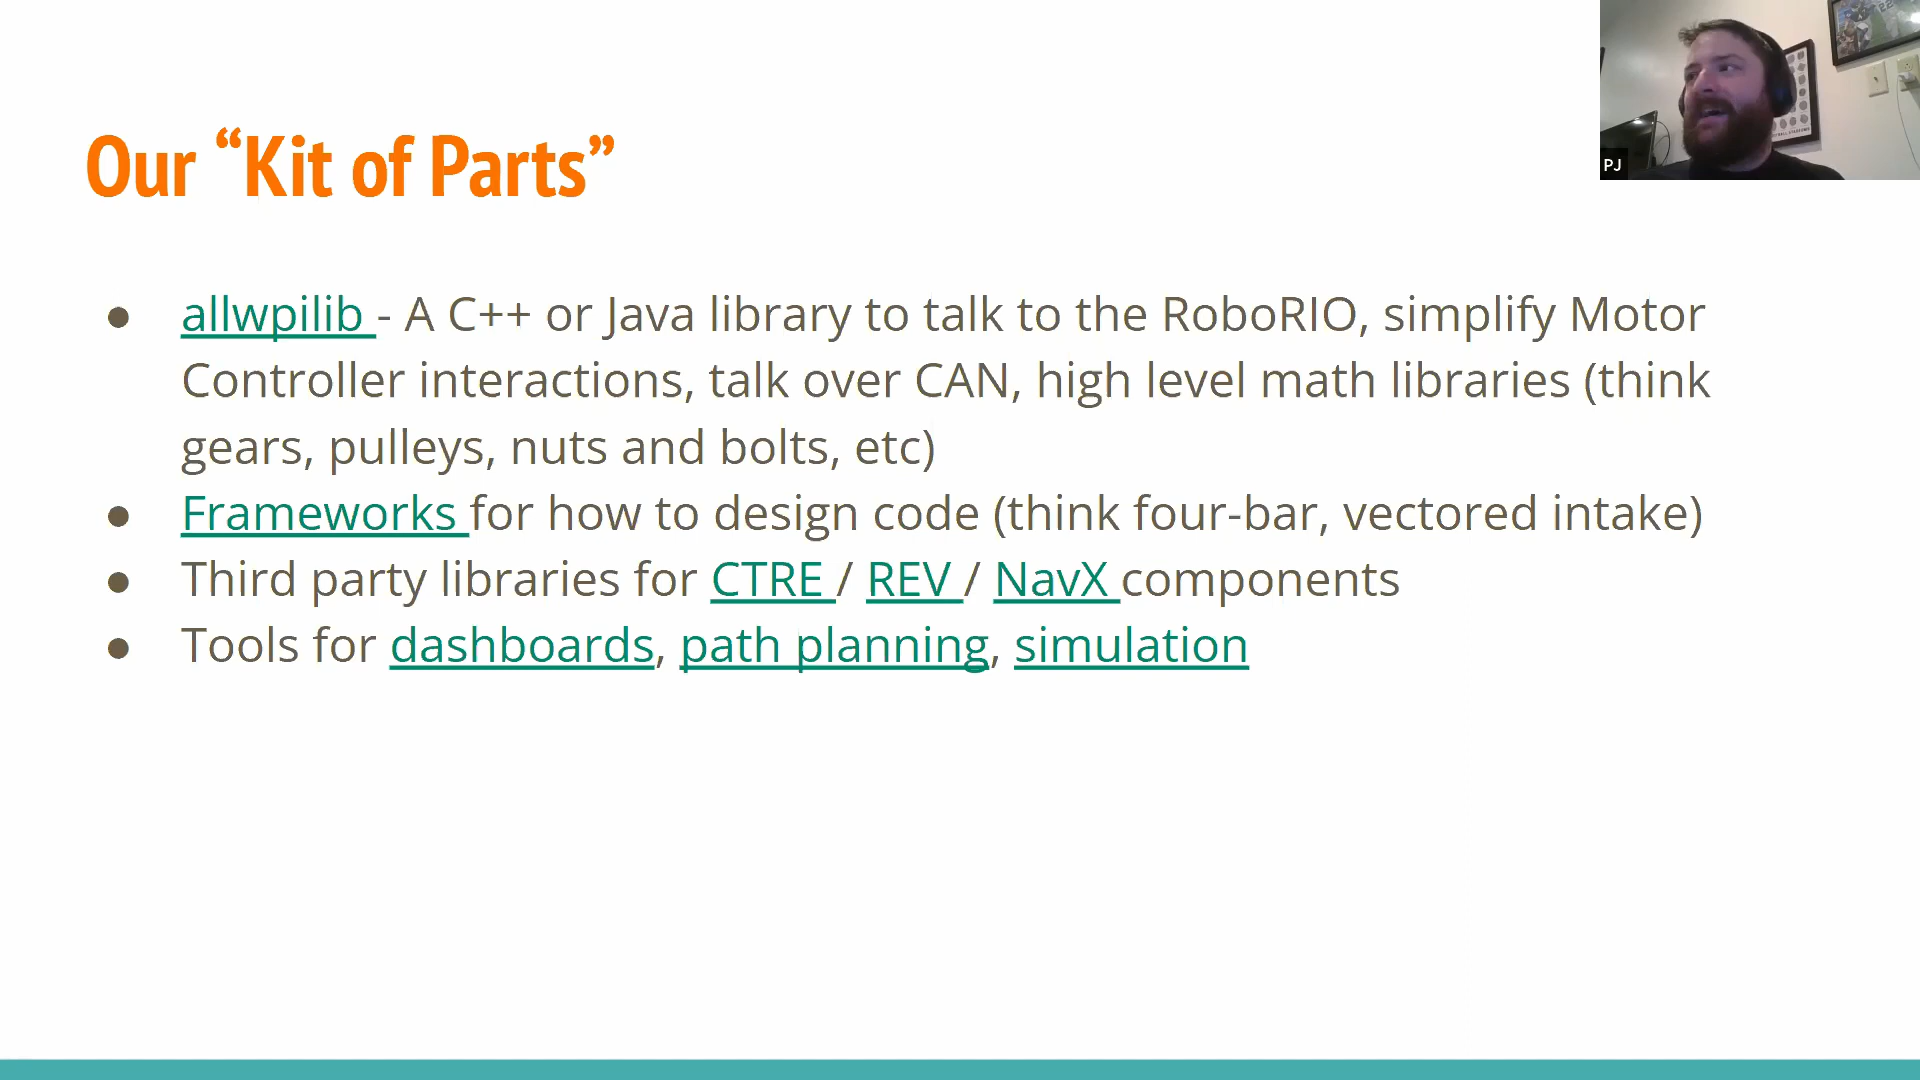 Our “Kit of Parts”
● allwpilib - A C++ or Java library to talk to the RoboRIO, simplify Motor
Controller interactions, talk over CAN, high level math libraries (think
gears, pulleys, nuts and bolts, etc)
● Frameworks for how to design code (think four-bar, vectored intake)
● Third party libraries for CTRE / REV / NavX components
● Tools for dashboards, path planning, simulation
PJ